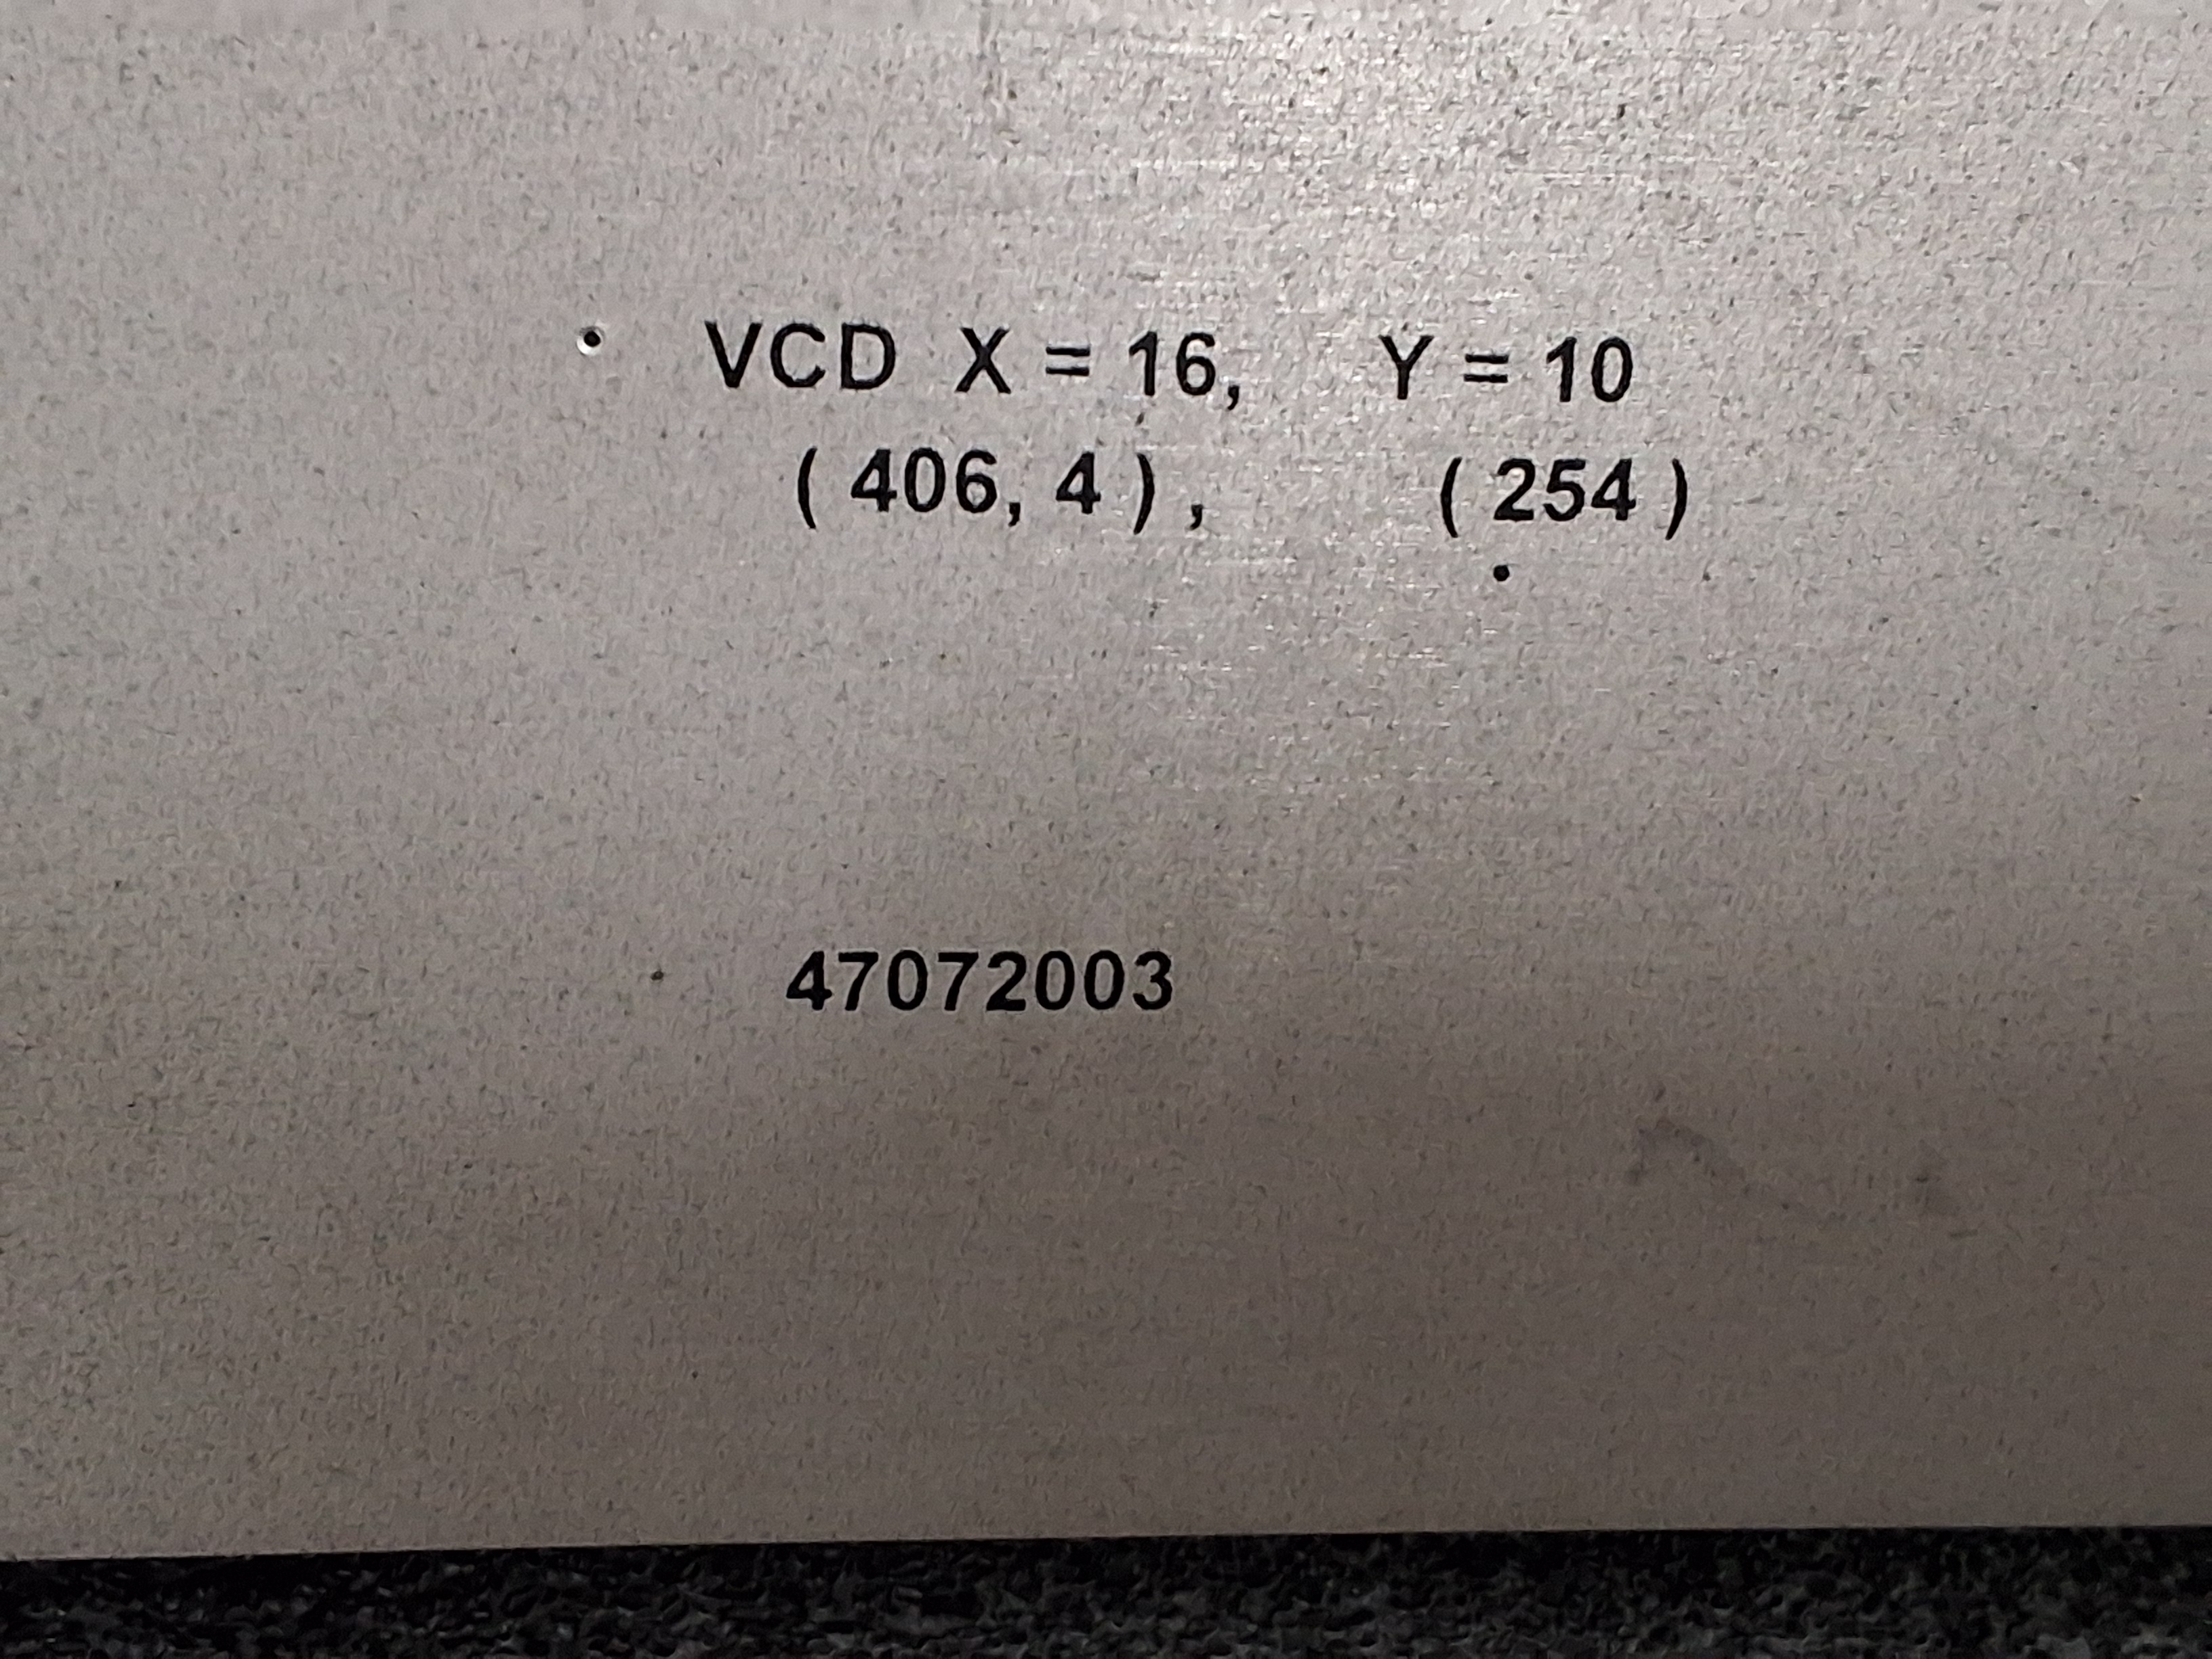 VCD X = 16, Y = 10
( 406, 4 ) , ( 254 )
47072003